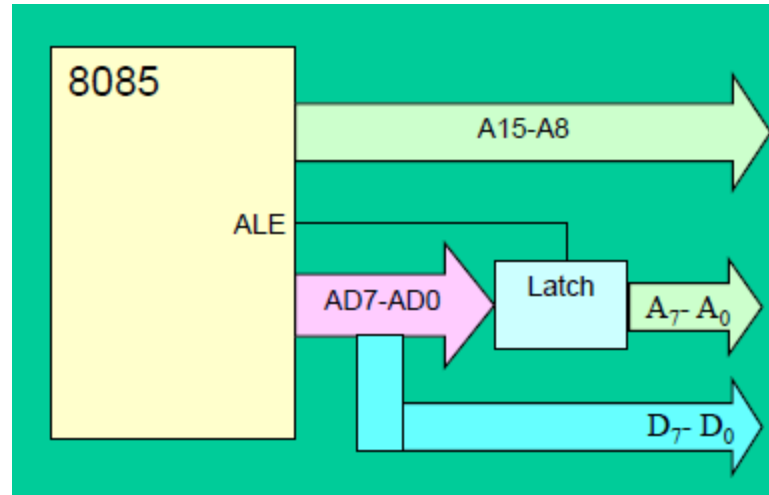 8085
A15-A8
ALE
AD7-AD0
Latch
A₇- A₀
D₇- D₀